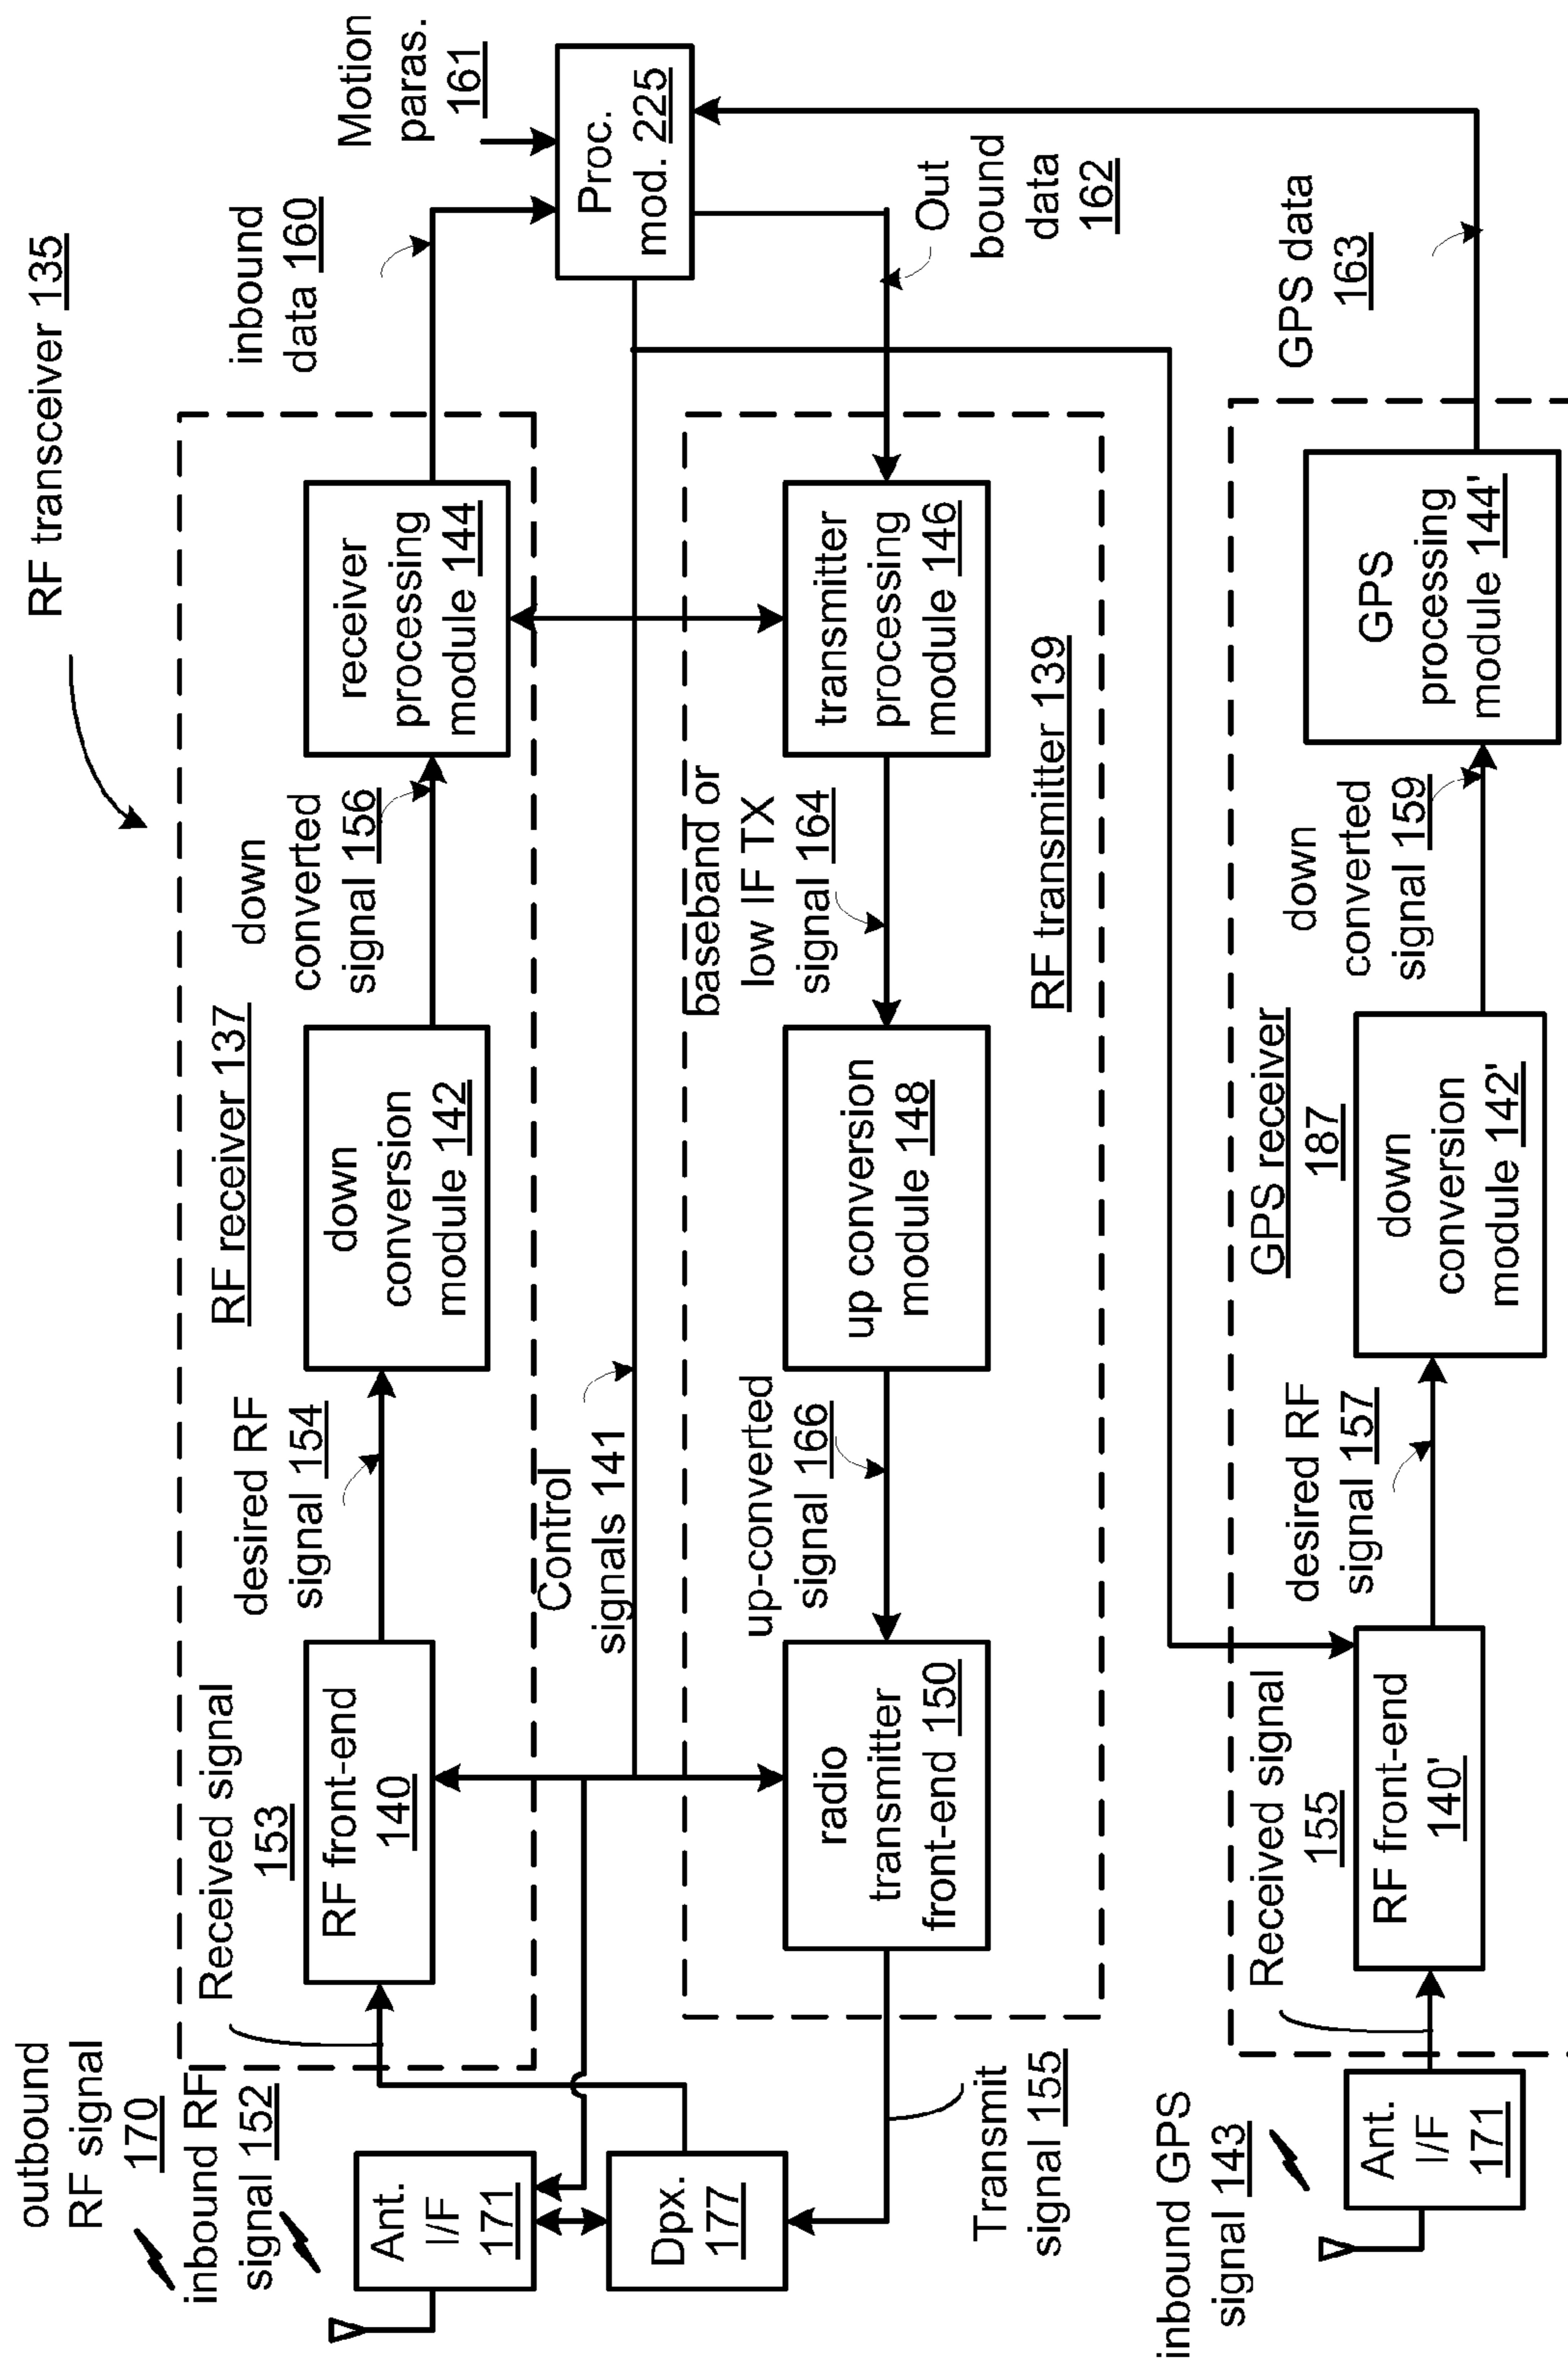 RF transceiver 135
outbound
RF signal
170
inbound RF
signal 152
Received signal
153
RF front-end
140
desired RF
signal 154
RF receiver 137
down
conversion
module 142
down
converted
signal 156
receiver
processing
module 144
inbound
data 160
Motion
paras.
161
Ant.
I/F
171
Dpx.
177
Control
signals 141
Proc.
mod. 225
Transmit
signal 155
radio
transmitter
front-end 150
up-converted
signal 166
up conversion
module 148
baseband or
low IF TX
signal 164
transmitter
processing
module 146
Out
bound
data
162
RF transmitter 139
inbound GPS
signal 143
Ant.
I/F
171
Received signal
155
RF front-end
140'
desired RF
signal 157
GPS receiver
187
down
conversion
module 142'
down
converted
signal 159
GPS
processing
module 144'
GPS data
163